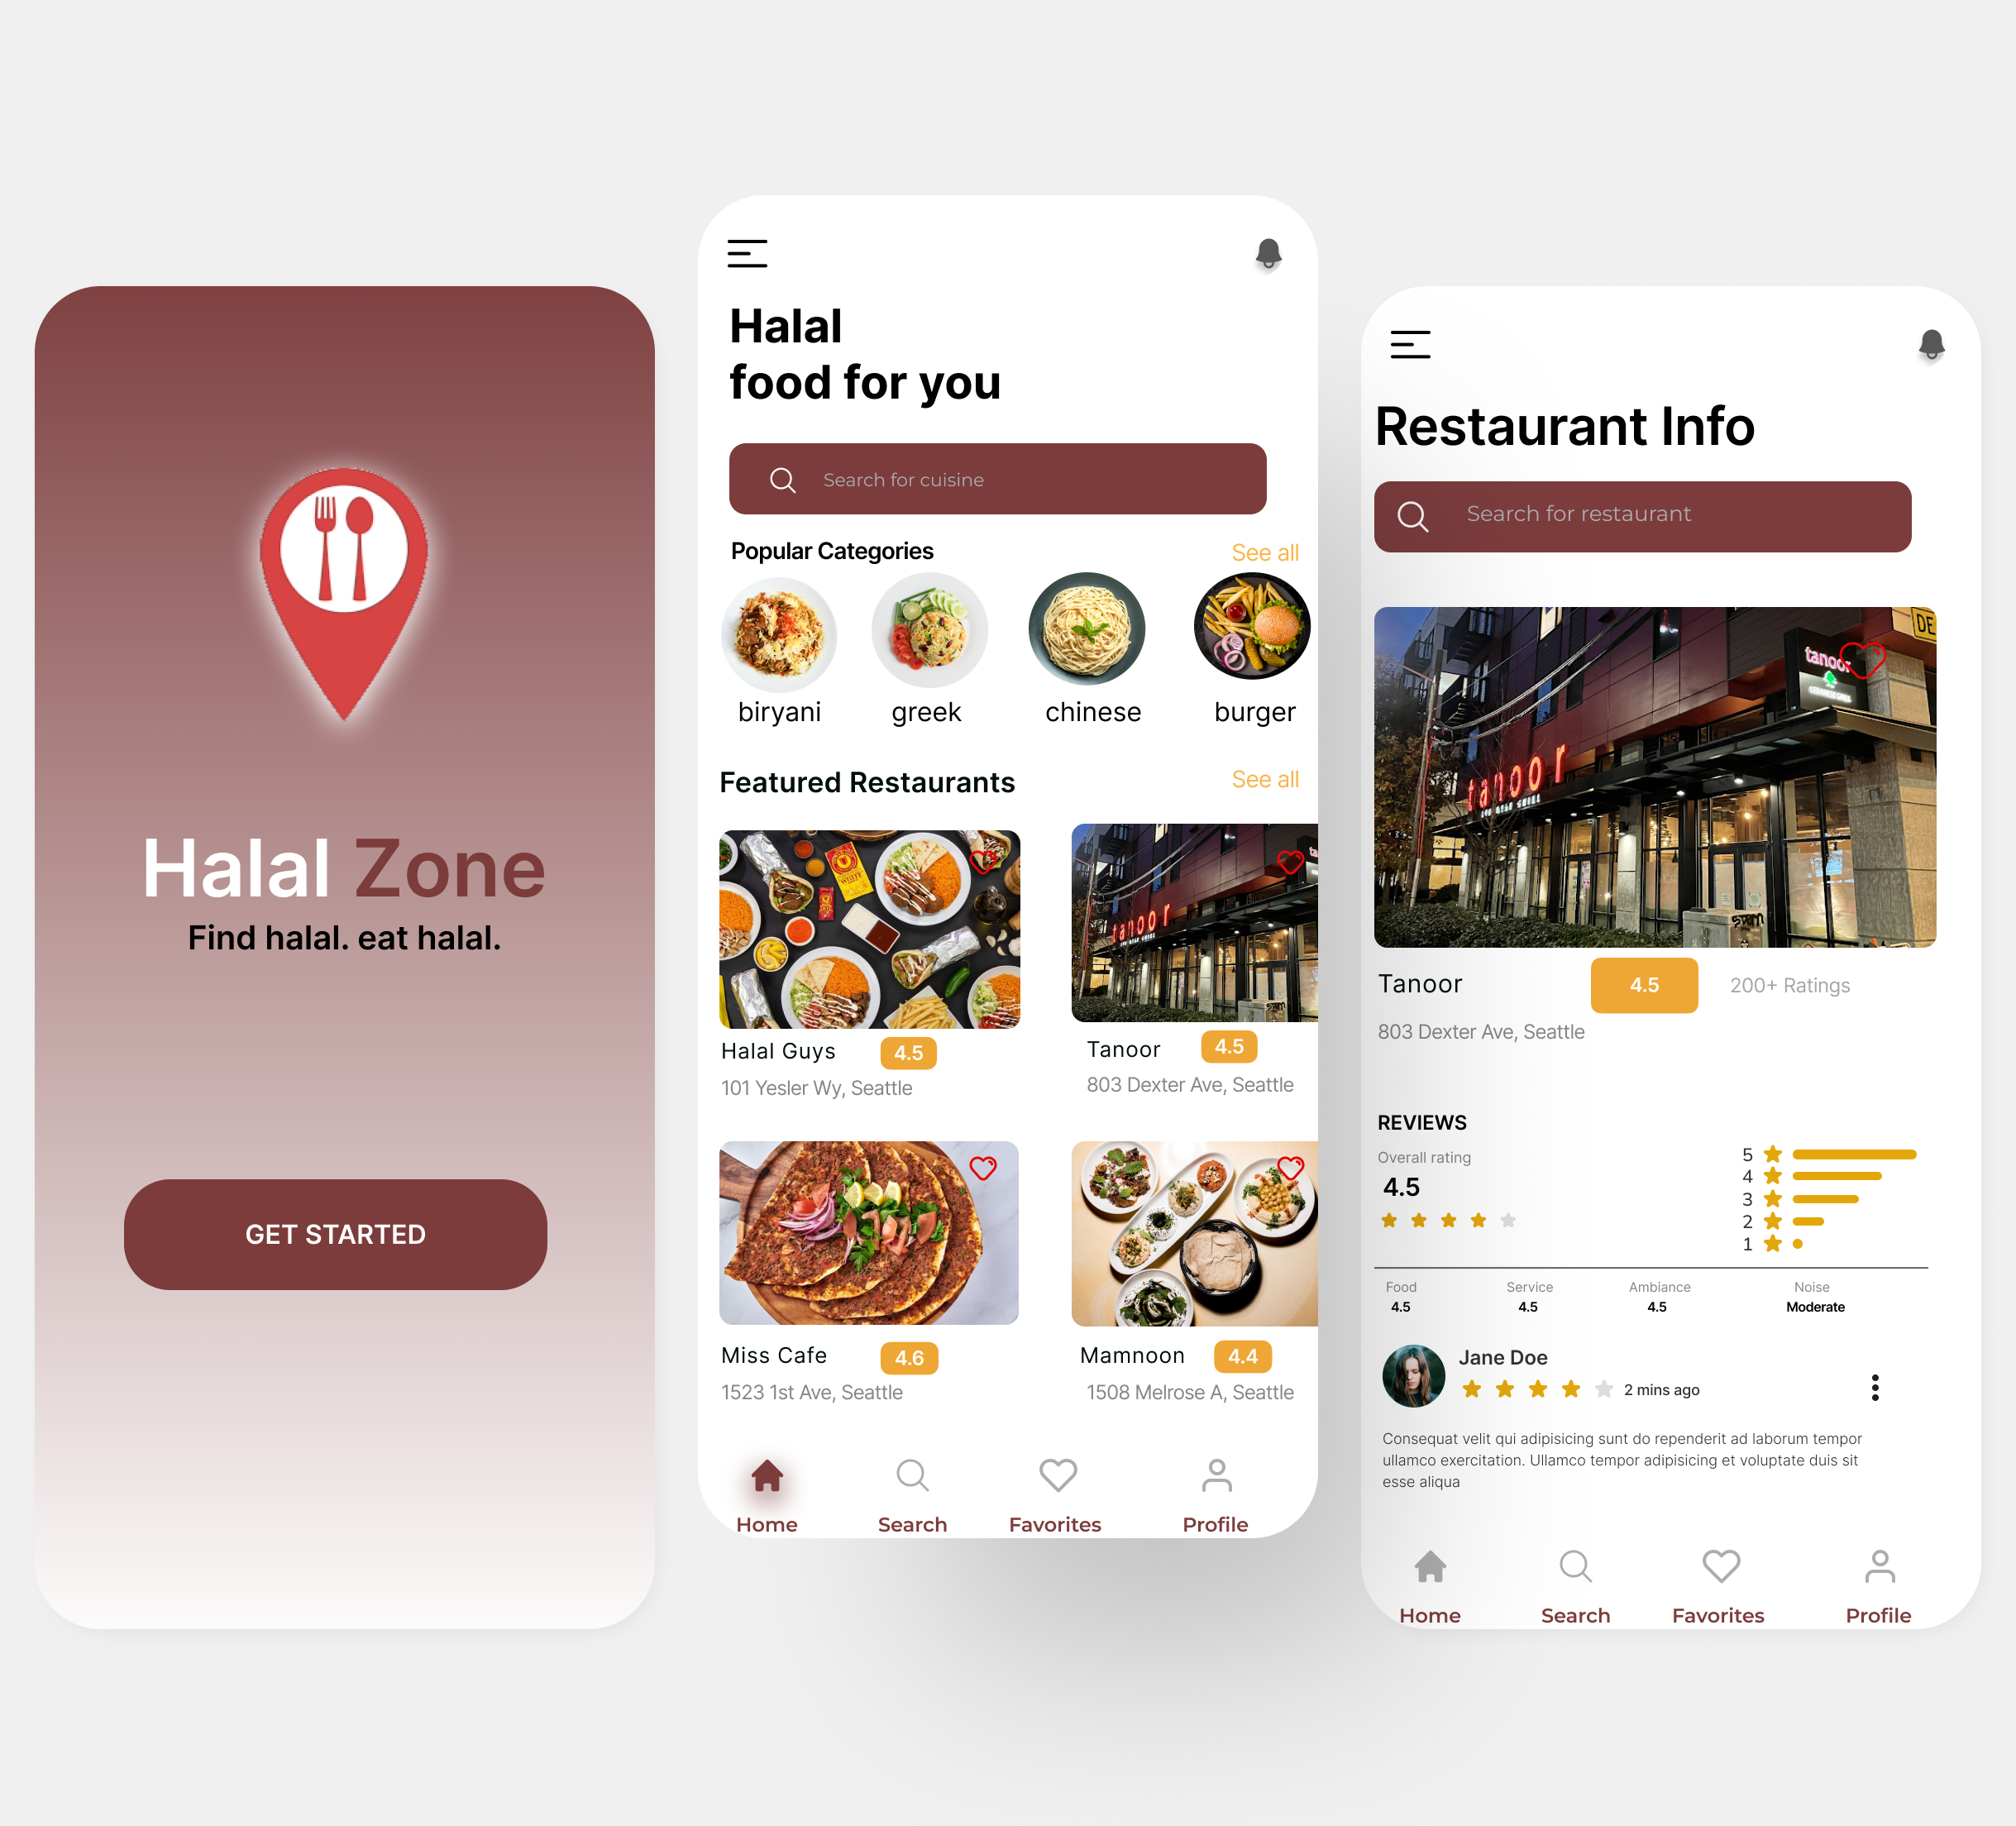 Halal Zone
Find halal. eat halal.
GET STARTED
Halal
food for you
Search for cuisine
Popular Categories
See all
biryani
greek
chinese
burger
Featured Restaurants
See all
tanoor
Halal Guys
4.5
101 Yesler Wy, Seattle
Tanoor
4.5
803 Dexter Ave, Seattle
Miss Cafe
4.6
1523 1st Ave, Seattle
Mamnoon
4.4
1508 Melrose A, Seattle
Home
Search
Favorites
Profile
Restaurant Info
Search for restaurant
DE
tanoor
tanoor
Tanoor
4.5
200+ Ratings
803 Dexter Ave, Seattle
REVIEWS
Overall rating
4.5
5
4
3
2
1
Food
4.5
Service
4.5
Ambiance
4.5
Noise
Moderate
Jane Doe
2 mins ago
Consequat velit qui adipisicing sunt do rependerit ad laborum tempor
ullamco exercitation. Ullamco tempor adipisicing et voluptate duis sit
esse aliqua
Home
Search
Favorites
Profile